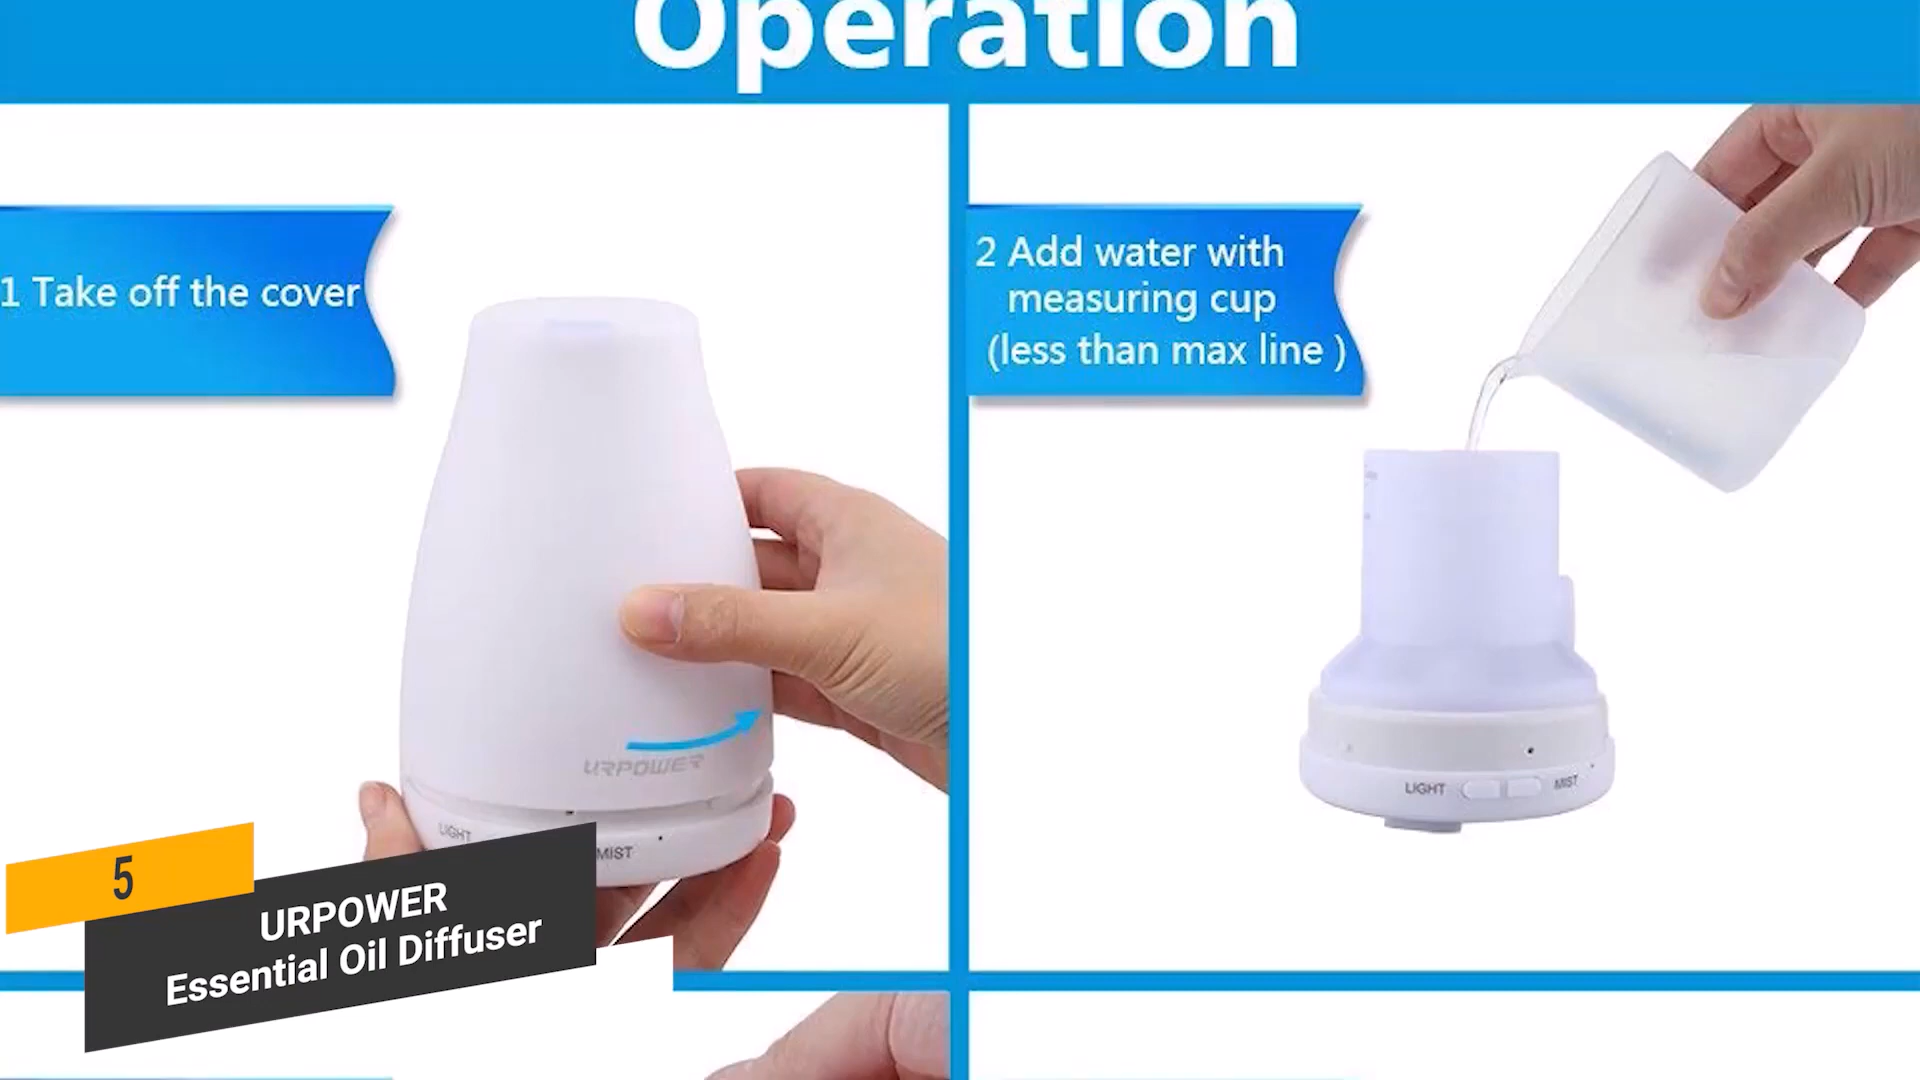 Operation
1 Take off the cover
2 Add water with
measuring cup
(less than max line )
URPOWER
LIGHT
MIST
LIGHT
MIST
5
URPOWER
Essential Oil Diffuser